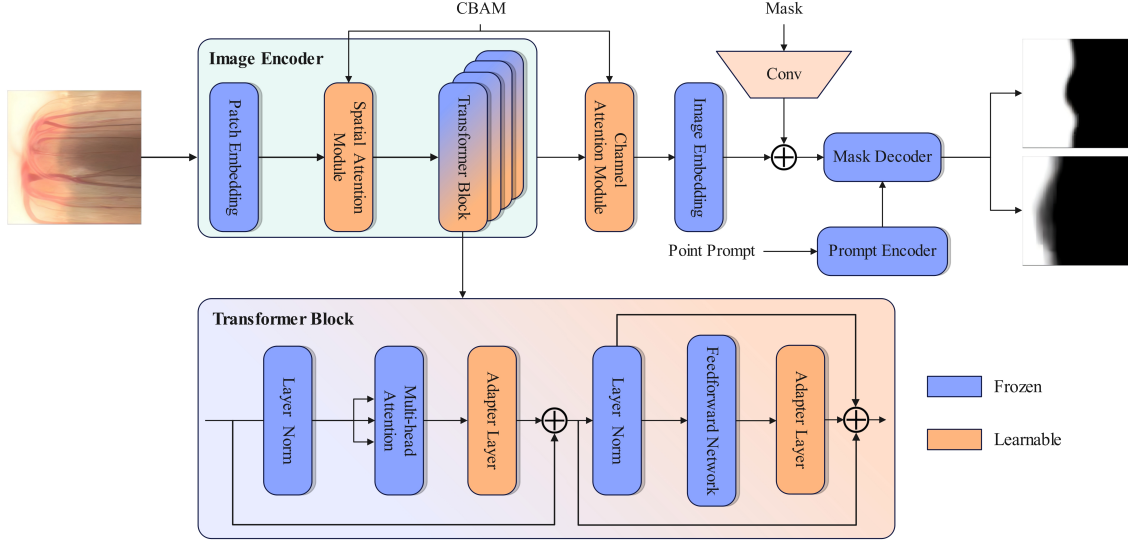 CBAM
Mask
Image Encoder
Patch Embedding
Spatial Attention
Module
Transformer Block
Channel
Attention Module
Image Embedding
Conv
Mask Decoder
Point Prompt
Prompt Encoder
Transformer Block
Layer Norm
Multi-head
Attention
Adapter Layer
Layer Norm
Feedforward Network
Adapter Layer
Frozen
Learnable